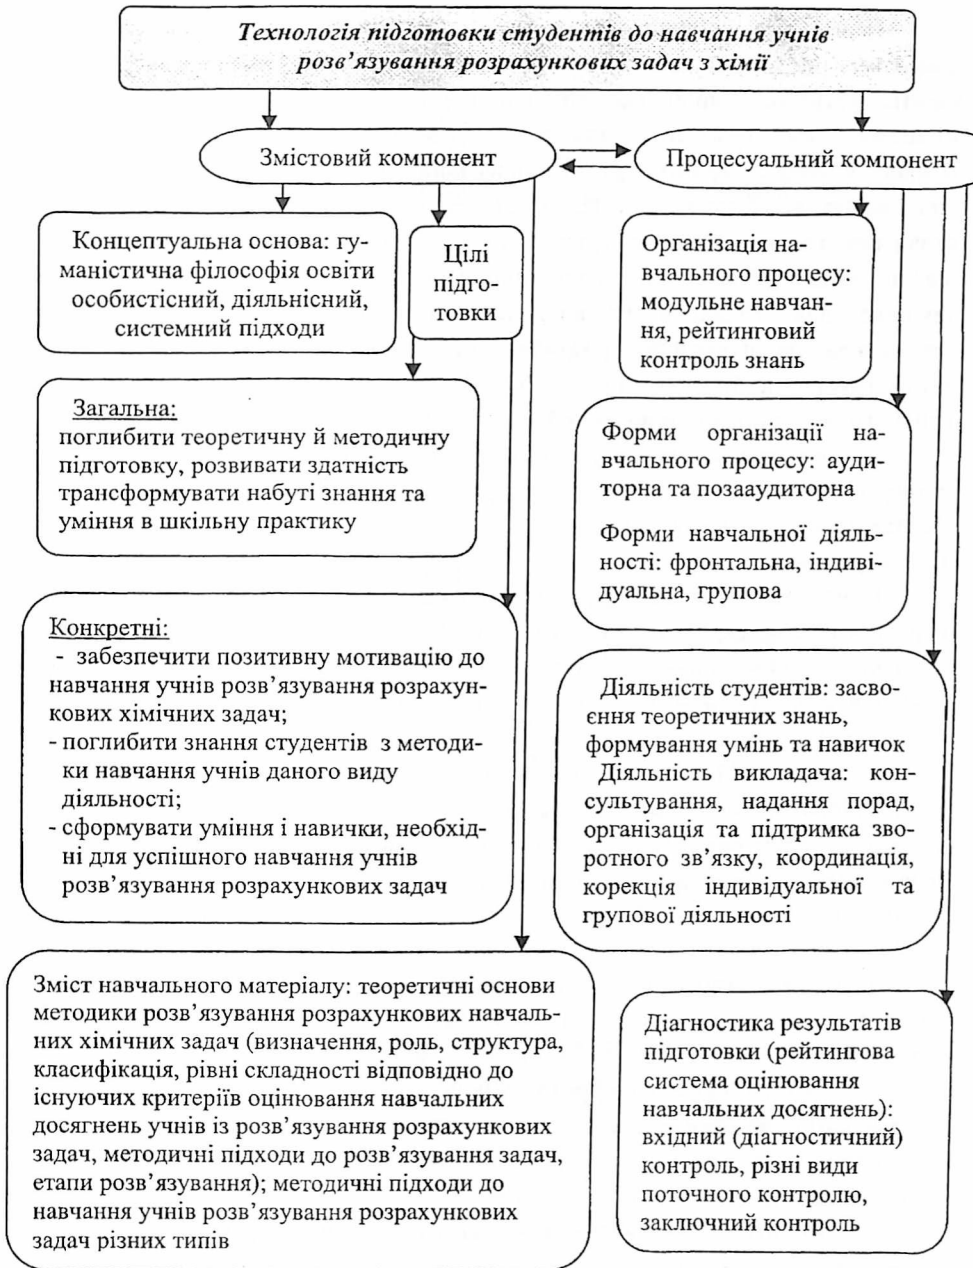 Технологія підготовки студентів до навчання учнів
розв’язування розрахункових задач з хімії
Змістовий компонент
Процесуальний компонент
Концептуальна основа: гу-
маністична філософія освіти
особистісний, діяльнісний,
системний підходи
Цілі
підго-
товки
Загальна:
поглибити теоретичну й методичну
підготовку, розвивати здатність
трансформувати набуті знання та
уміння в шкільну практику
Конкретні:
- забезпечити позитивну мотивацію до
навчання учнів розв’язування розрахун-
кових хімічних задач;
- поглибити знання студентів з методи-
ки навчання учнів даного виду
діяльності;
- сформувати уміння і навички, необхід-
ні для успішного навчання учнів
розв’язування розрахункових задач
Зміст навчального матеріалу: теоретичні основи
методики розв’язування розрахункових навчаль-
них хімічних задач (визначення, роль, структура,
класифікація, рівні складності відповідно до
існуючих критеріїв оцінювання навчальних
досягнень учнів із розв’язування розрахункових
задач, методичні підходи до розв’язування задач,
етапи розв’язування); методичні підходи до
навчання учнів розв’язування розрахункових
задач різних типів
Організація на-
вчального процесу:
модульне навчан-
ня, рейтинговий
контроль знань
Форми організації на-
вчального процесу: ауди-
торна та позааудиторна
Форми навчальної діяль-
ності: фронтальна, індиві-
дуальна, групова
Діяльність студентів: засво-
єння теоретичних знань,
формування умінь та навичок
Діяльність викладача: кон-
сультування, надання порад,
організація та підтримка зво-
ротного зв’язку, координація,
корекція індивідуальної та
групової діяльності
Діагностика результатів
підготовки (рейтингова
система оцінювання
навчальних досягнень):
вхідний (діагностичний)
контроль, різні види
поточного контролю,
заключний контроль